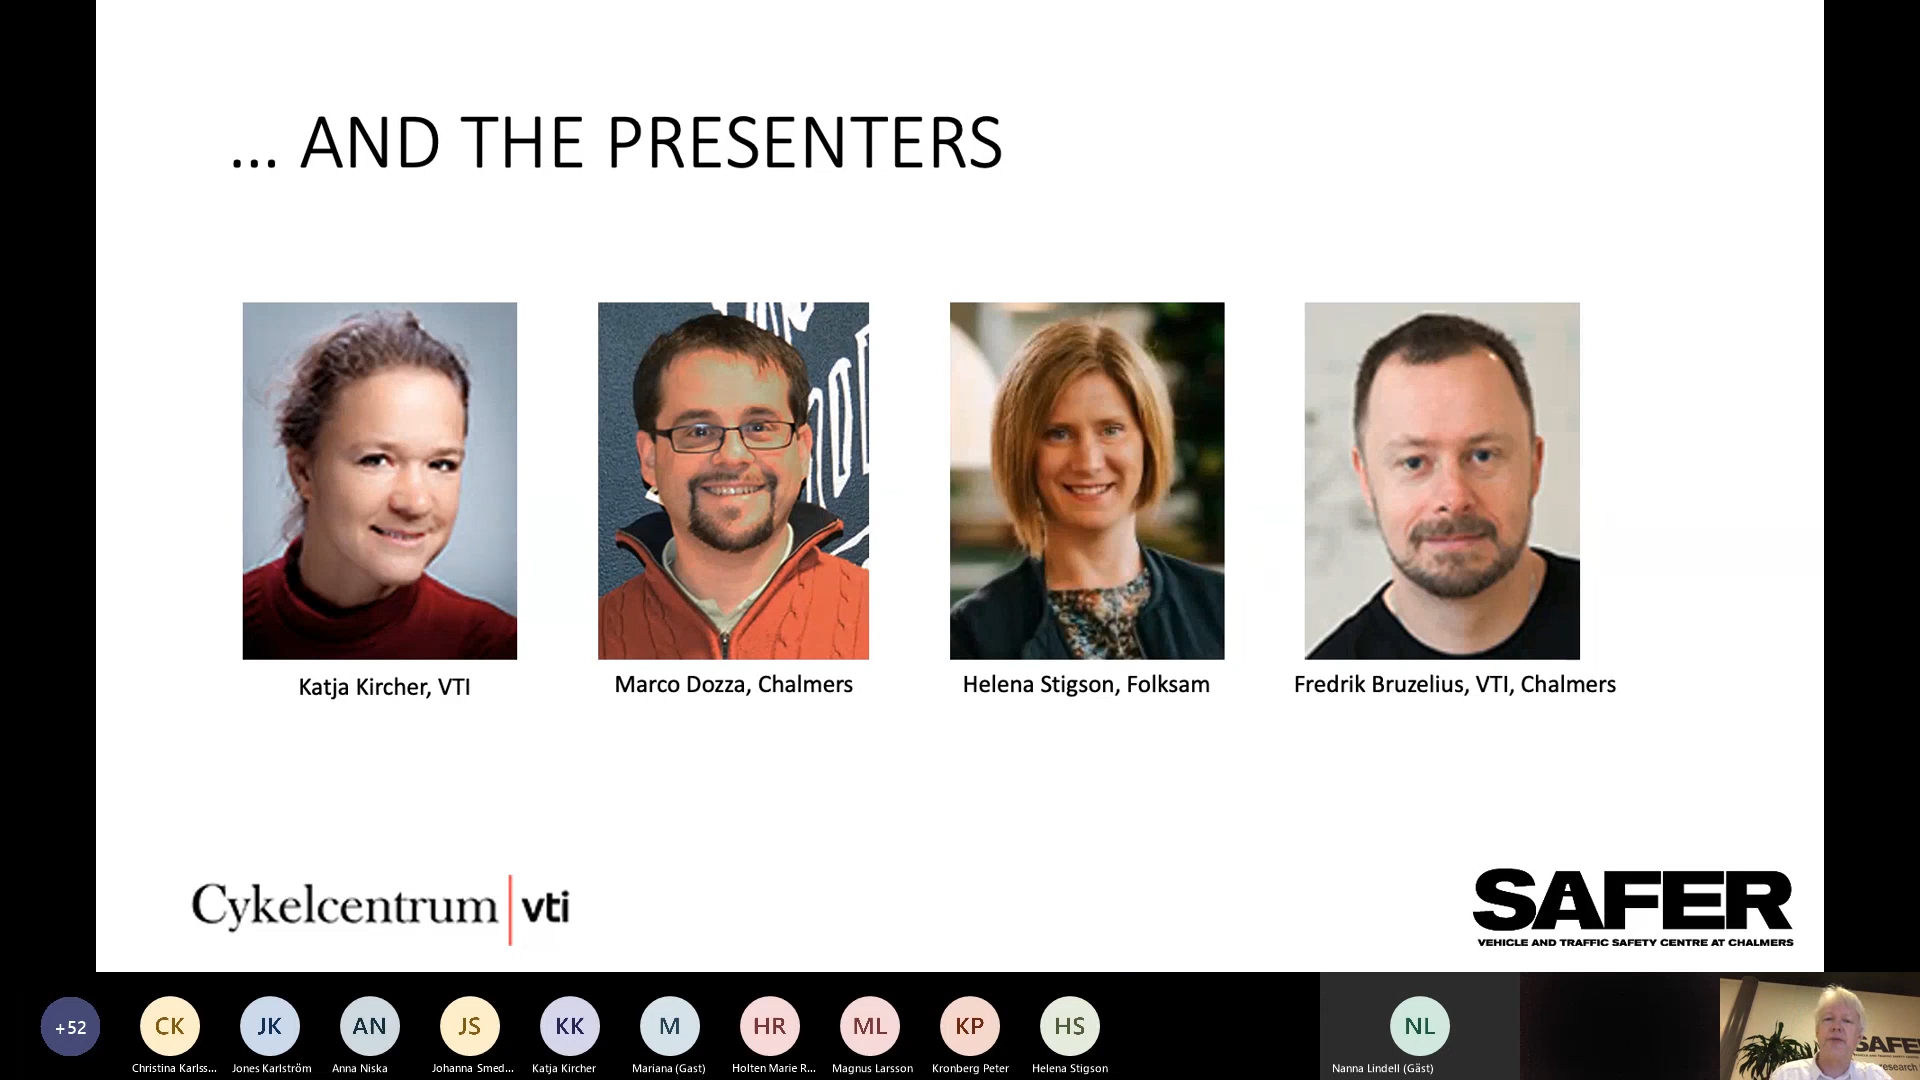 ... AND THE PRESENTERS
Katja Kircher, VTI
Marco Dozza, Chalmers
Helena Stigson, Folksam
Fredrik Bruzelius, VTI, Chalmers
Cykelcentrum vti
SAFER
VEHICLE AND TRAFFIC SAFETY CENTRE AT CHALMERS
+52
CK
JK
AN
JS
KK
M
HR
ML
KP
HS
NL
Christina Karlss...
Jones Karlström
Anna Niska
Johanna Smed...
Katja Kircher
Mariana (Gast)
Holten Marie R...
Magnus Larsson
Kronberg Peter
Helena Stigson
Nanna Lindell (Gäst)